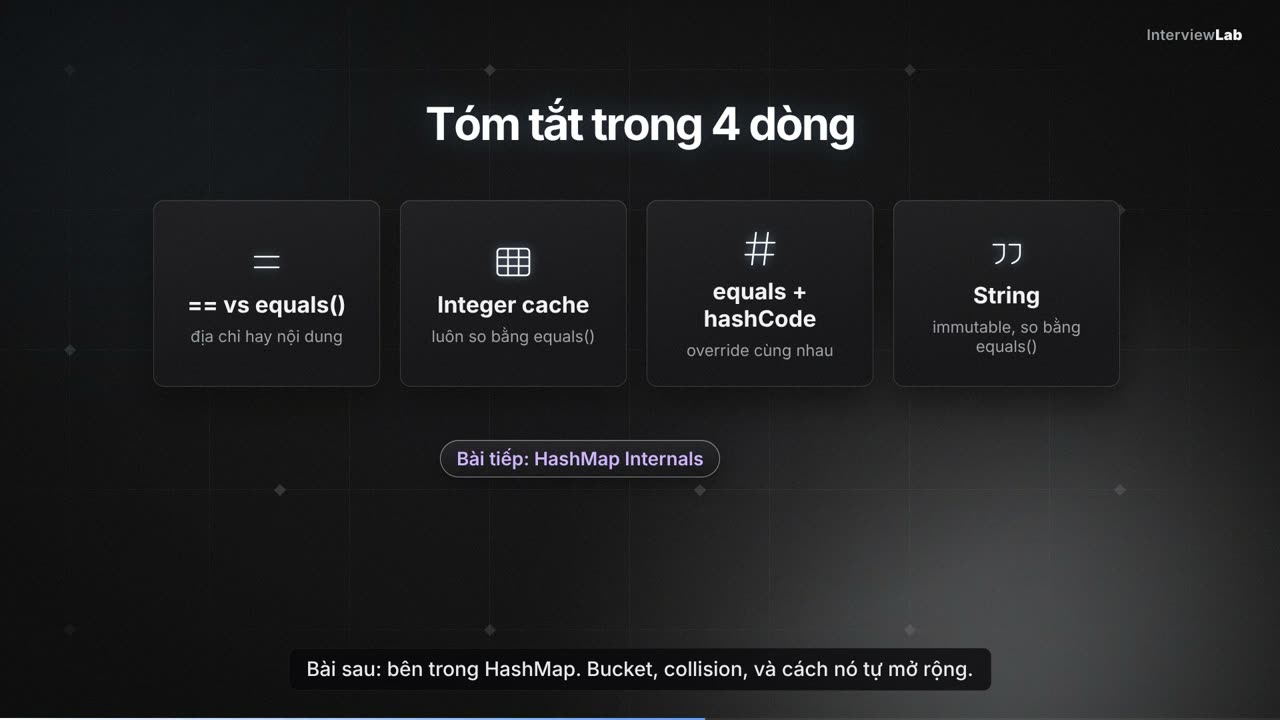 InterviewLab
Tóm tắt trong 4 dòng
== vs equals()
địa chỉ hay nội dung
Integer cache
luôn so bằng equals()
equals +
hashCode
override cùng nhau
String
immutable, so bằng
equals()
Bài tiếp: HashMap Internals
Bài sau: bên trong HashMap. Bucket, collision, và cách nó tự mở rộng.